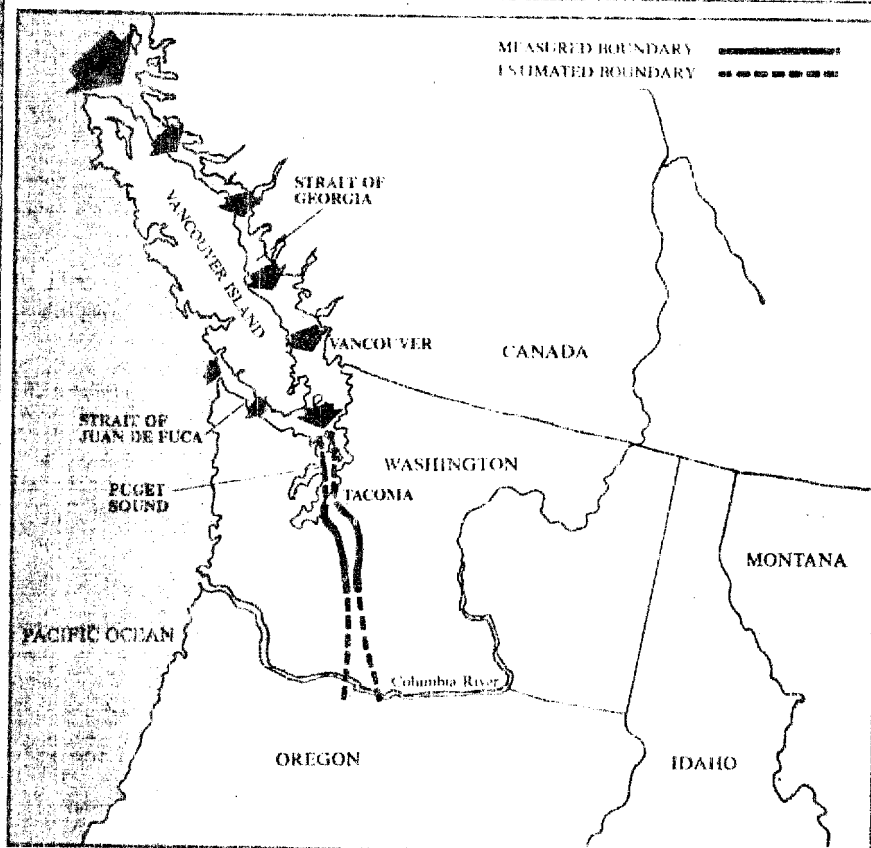 MEASURED BOUNDARY
ESTIMATED BOUNDARY
STRAIT OF
GEORGIA
VANCOUVER ISLAND
VANCOUVER
CANADA
STRAIT OF
JUAN DE FUCA
WASHINGTON
PUGET
SOUND
TACOMA
MONTANA
PACIFIC OCEAN
Columbia River
OREGON
IDAHO